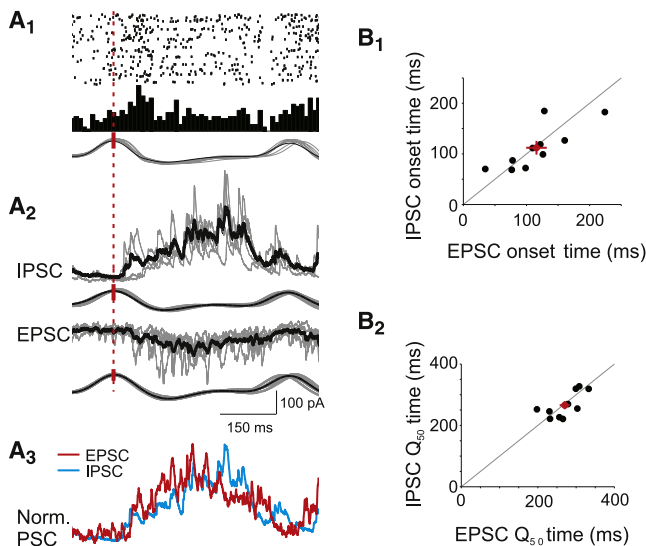 A1
A2
IPSC
EPSC
100 pA
150 ms
A3
EPSC
IPSC
Norm.
PSC
B1
IPSC onset time (ms)
200
100
0
0
100
200
EPSC onset time (ms)
B2
IPSC Q50 time (ms)
400
200
0
0
200
400
EPSC Q50 time (ms)